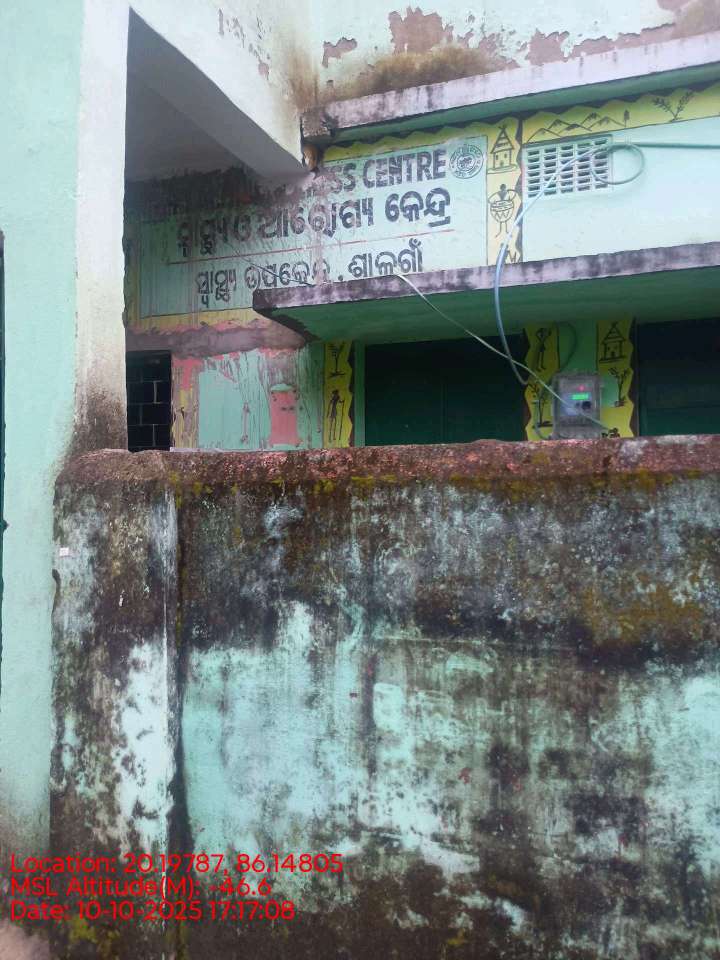 SS CENTRE
ସ୍ୱାସ୍ଥ୍ୟ ଓ ଆରୋଗ୍ୟ କେନ୍ଦ୍ର
ସ୍ୱାସ୍ଥ୍ୟ ଉପକେନ୍ଦ୍ର, ଶାଳଗାଁ
Location: 20.19787, 86.14805
MSL Altitude(M): -46.6
Date: 10-10-2025 17:17:08